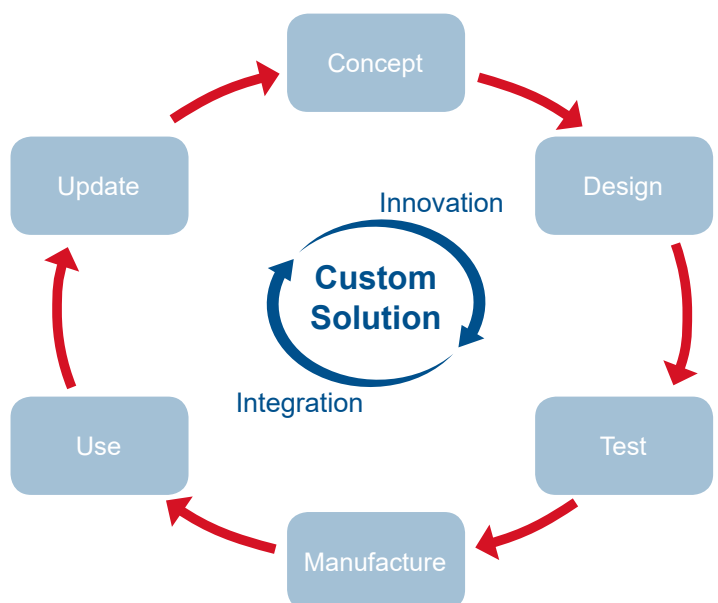 Concept
Update
Design
Innovation
Custom
Solution
Integration
Use
Test
Manufacture